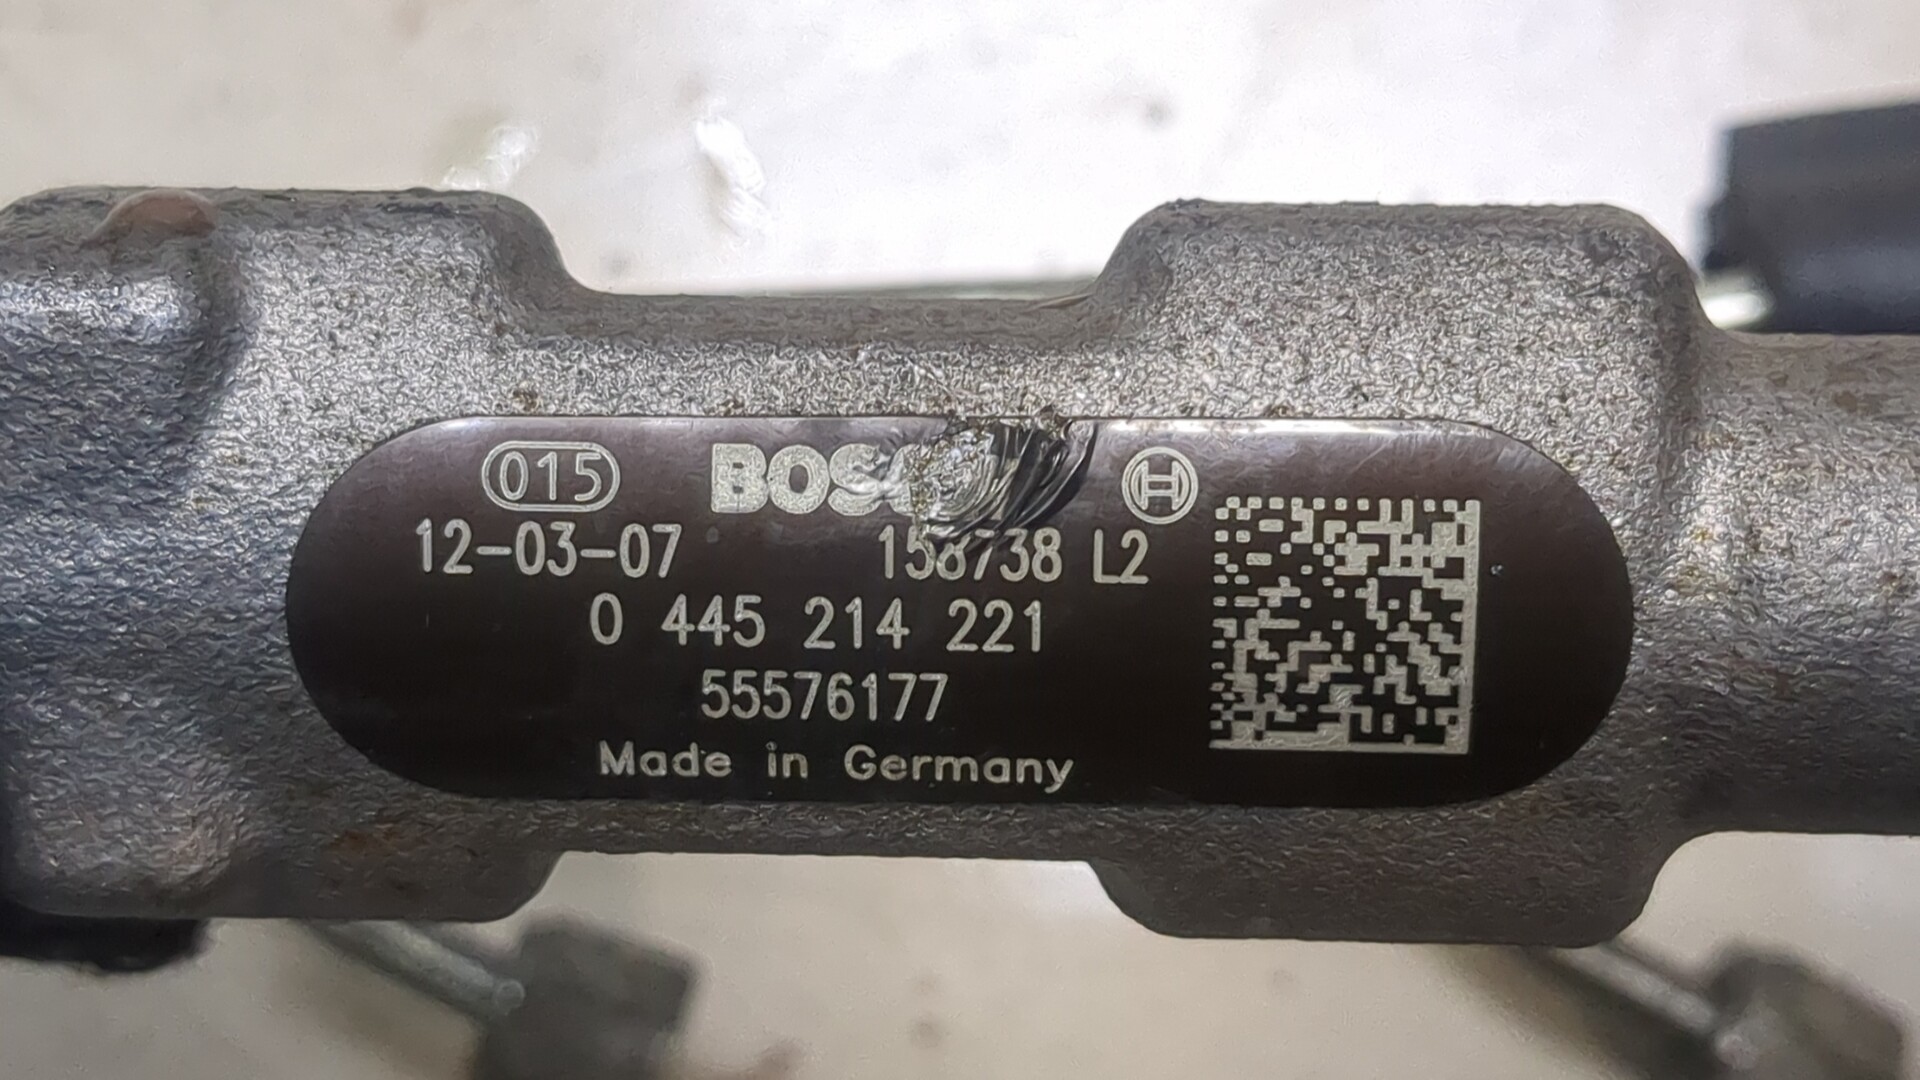 015 BOSCH
12-03-07 158738 L2
0 445 214 221
55576177
Made in Germany